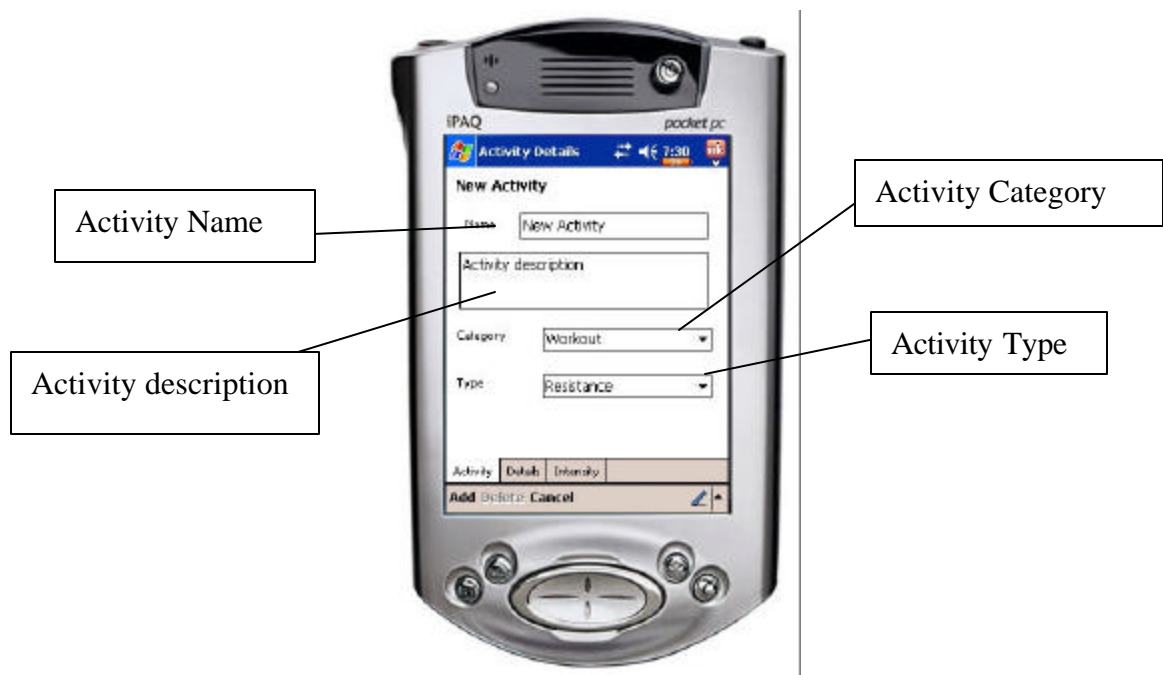 iPAQ
pocket pc
Activity Details
7:30
ok
New Activity
Name
New Activity
Activity description
Category
Workout
Type
Resistance
Activity Details Intensity
Add Delete Cancel
Activity Name
Activity description
Activity Category
Activity Type